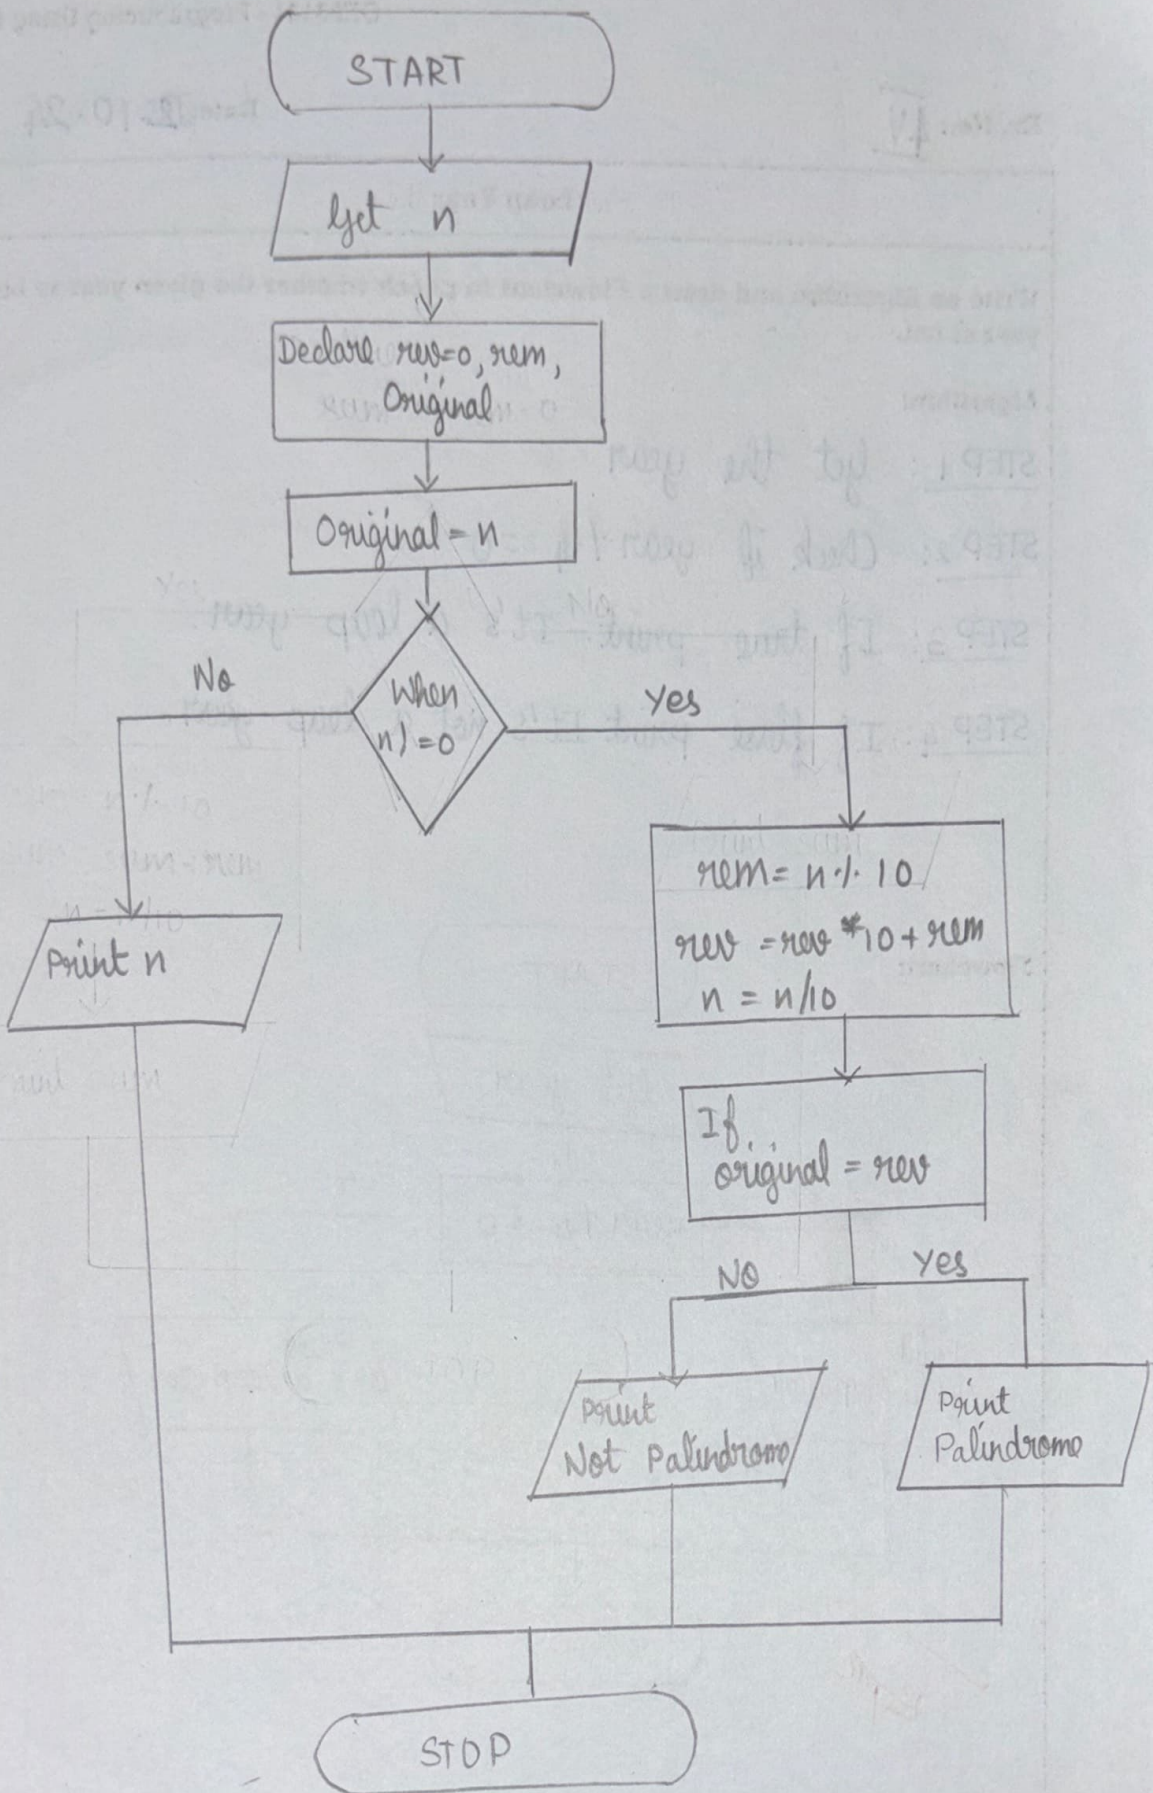 START
Get n
Declare rev=0, rem,
Original
Original = n
When
n) = 0
No
Yes
rem = n % 10
rev = rev * 10 + rem
n = n/10
Print n
If
original = rev
NO
Yes
Print
Not Palindrome
Print
Palindrome
STOP